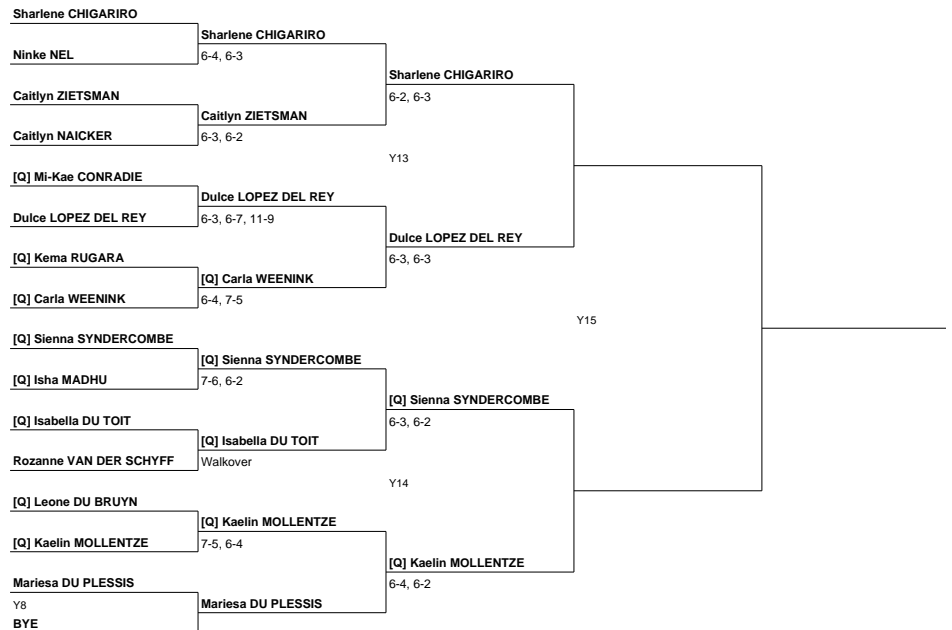 Sharlene CHIGARIRO
Ninke NEL
Caitlyn ZIETSMAN
Caitlyn NAICKER
[Q] Mi-Kae CONRADIE
Dulce LOPEZ DEL REY
[Q] Kema RUGARA
[Q] Carla WEENINK
[Q] Sienna SYNDERCOMBE
[Q] Isha MADHU
[Q] Isabella DU TOIT
Rozanne VAN DER SCHYFF
[Q] Leone DU BRUYN
[Q] Kaelin MOLLENTZE
Mariesa DU PLESSIS
Y8
BYE
Sharlene CHIGARIRO
6-4, 6-3
Caitlyn ZIETSMAN
6-3, 6-2
Dulce LOPEZ DEL REY
6-3, 6-7, 11-9
[Q] Carla WEENINK
6-4, 7-5
[Q] Sienna SYNDERCOMBE
7-6, 6-2
[Q] Isabella DU TOIT
Walkover
[Q] Kaelin MOLLENTZE
7-5, 6-4
Mariesa DU PLESSIS
Sharlene CHIGARIRO
6-2, 6-3
Y13
Dulce LOPEZ DEL REY
6-3, 6-3
[Q] Sienna SYNDERCOMBE
6-3, 6-2
Y14
[Q] Kaelin MOLLENTZE
6-4, 6-2
Y15